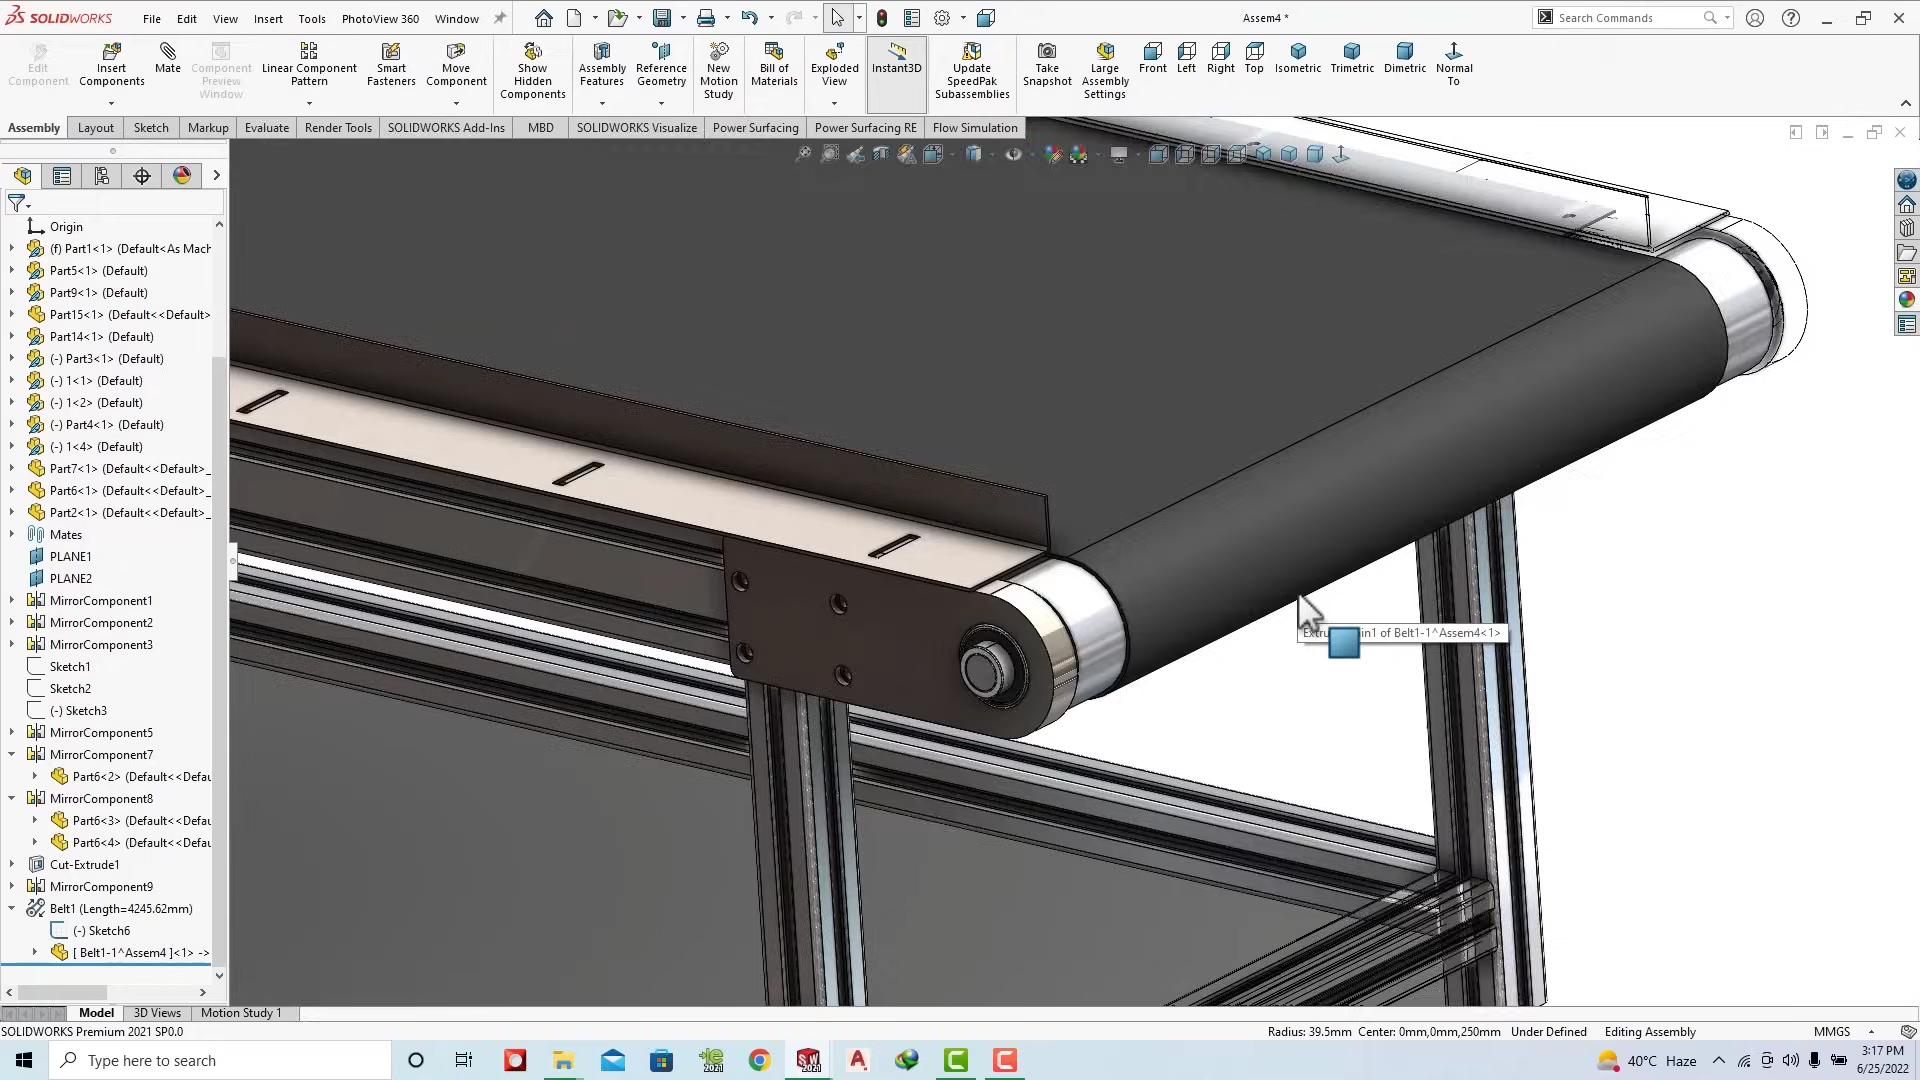 SOLIDWORKS
File
Edit
View
Insert
Tools
PhotoView 360
Window
Assem4 *
Search Commands
Edit Component
Insert Components
Mate
Component Preview Window
Linear Component Pattern
Smart Fasteners
Move Component
Show Hidden Components
Assembly Features
Reference Geometry
New Motion Study
Bill of Materials
Exploded View
Instant3D
Update SpeedPak Subassemblies
Take Snapshot
Large Assembly Settings
Front
Left
Right
Top
Isometric
Trimetric
Dimetric
Normal To
Assembly
Layout
Sketch
Markup
Evaluate
Render Tools
SOLIDWORKS Add-Ins
MBD
SOLIDWORKS Visualize
Power Surfacing
Power Surfacing RE
Flow Simulation
Origin
(f) Part1<1> (Default<As Mach
Part5<1> (Default)
Part9<1> (Default)
Part15<1> (Default<<Default>
Part14<1> (Default)
(-) Part3<1> (Default)
(-) 1<1> (Default)
(-) 1<2> (Default)
(-) Part4<1> (Default)
(-) 1<4> (Default)
Part7<1> (Default<<Default>_
Part6<1> (Default<<Default>_
Part2<1> (Default<<Default>_
Mates
PLANE1
PLANE2
MirrorComponent1
MirrorComponent2
MirrorComponent3
Sketch1
Sketch2
(-) Sketch3
MirrorComponent5
MirrorComponent7
Part6<2> (Default<<Defau
MirrorComponent8
Part6<3> (Default<<Defau
Part6<4> (Default<<Defau
Cut-Extrude1
MirrorComponent9
Belt1 (Length=4245.62mm)
(-) Sketch6
[ Belt1-1^Assem4 ]<1> ->
in1 of Belt1-1^Assem4<1>
Model
3D Views
Motion Study 1
SOLIDWORKS Premium 2021 SP0.0
Radius: 39.5mm Center: 0mm,0mm,250mm
Under Defined
Editing Assembly
MMGS
Type here to search
40°C Haze
3:17 PM
6/25/2022